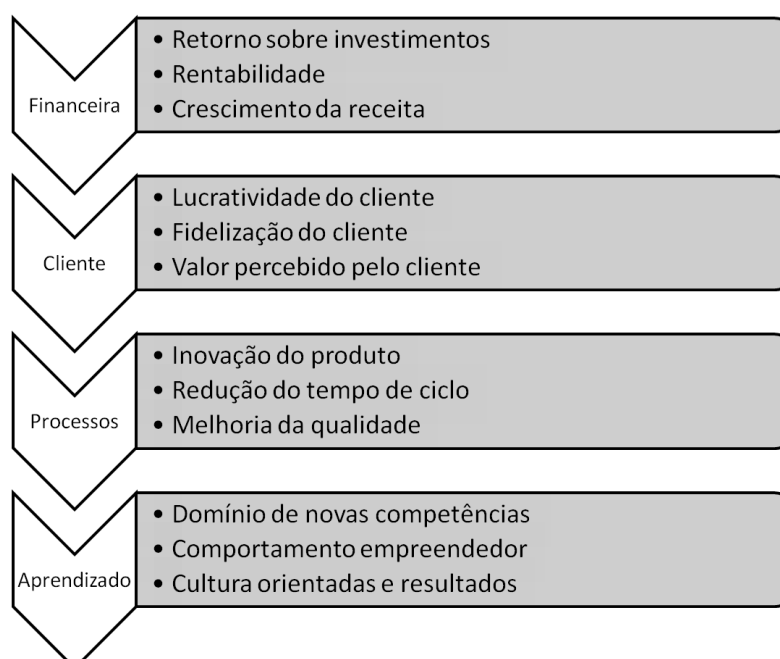 Financeira
• Retorno sobre investimentos
• Rentabilidade
• Crescimento da receita
Cliente
• Lucratividade do cliente
• Fidelização do cliente
• Valor percebido pelo cliente
Processos
• Inovação do produto
• Redução do tempo de ciclo
• Melhoria da qualidade
Aprendizado
• Domínio de novas competências
• Comportamento empreendedor
• Cultura orientadas e resultados